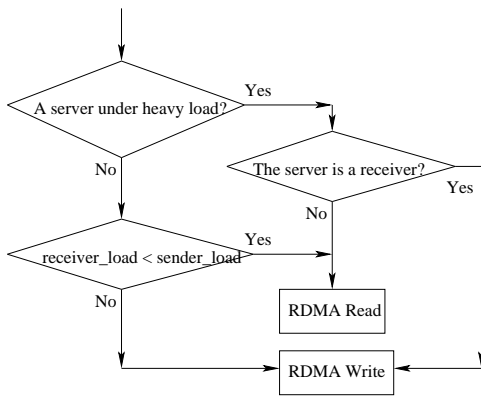 Yes
A server under heavy load?
No
The server is a receiver?
Yes
No
Yes
receiver_load < sender_load
No
RDMA Read
RDMA Write